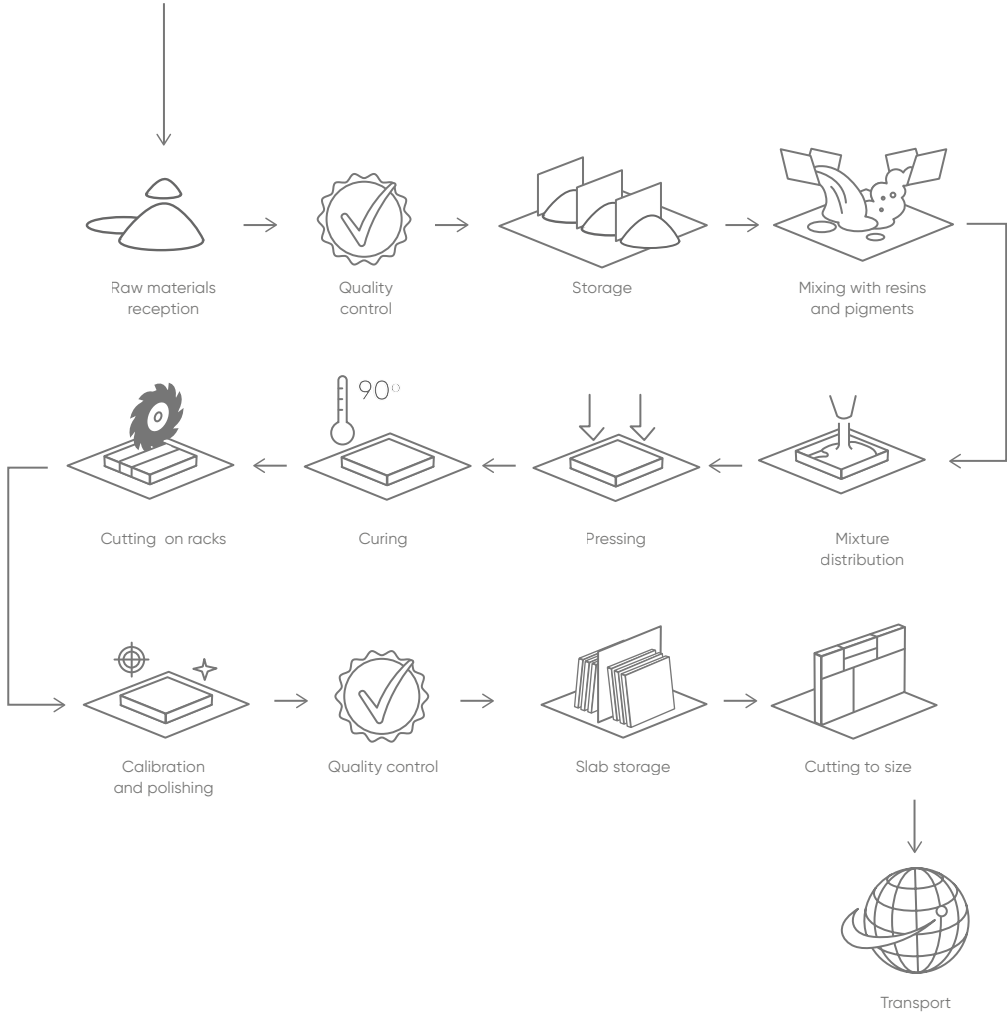 Raw materials
reception
Quality
control
Storage
Mixing with resins
and pigments
90°
Cutting on racks
Curing
Pressing
Mixture
distribution
Calibration
and polishing
Quality control
Slab storage
Cutting to size
Transport